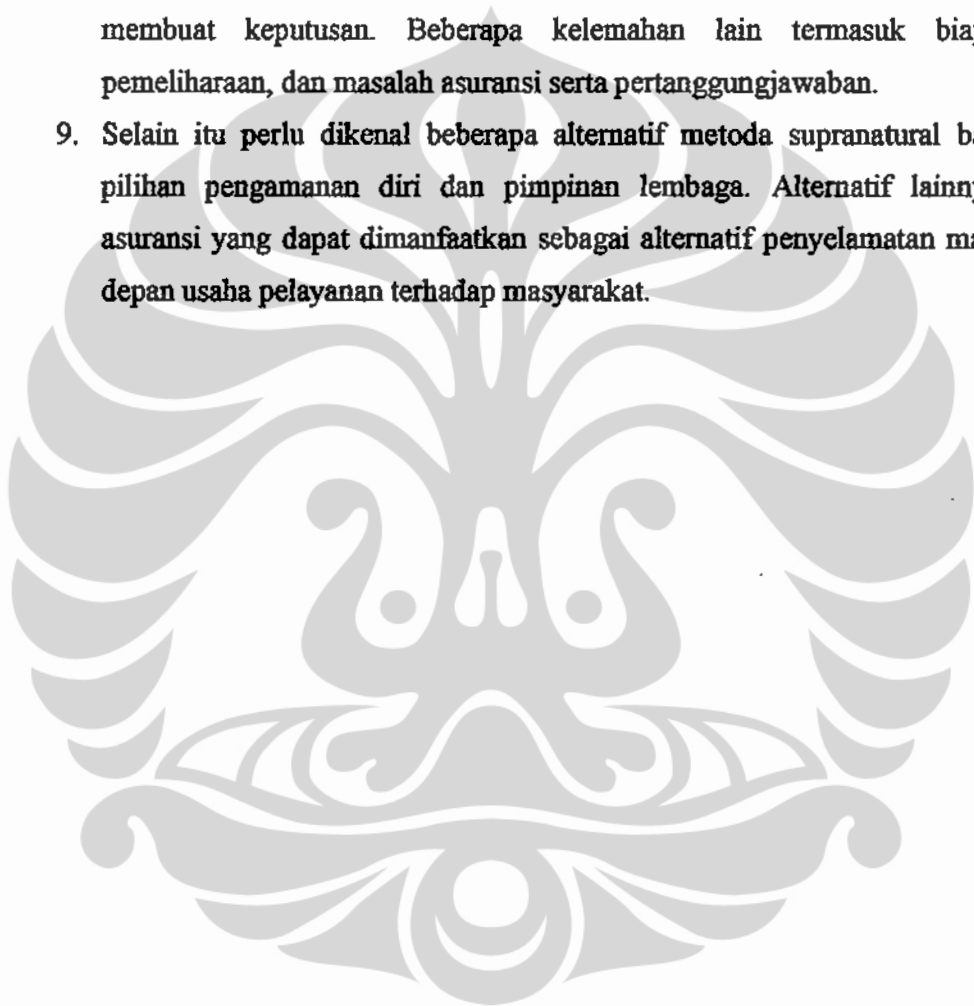 membuat keputusan. Beberapa kelemahan lain termasuk
pemeliharaan, dan masalah asuransi serta pertanggungjawaban.
9. Selain itu perlu dikenal beberapa alternatif metoda supranatural
pilihan pengamanan diri dan pimpinan lembaga. Alternatif
asuransi yang dapat dimanfaatkan sebagai alternatif penyelamatan
depan usaha pelayanan terhadap masyarakat.